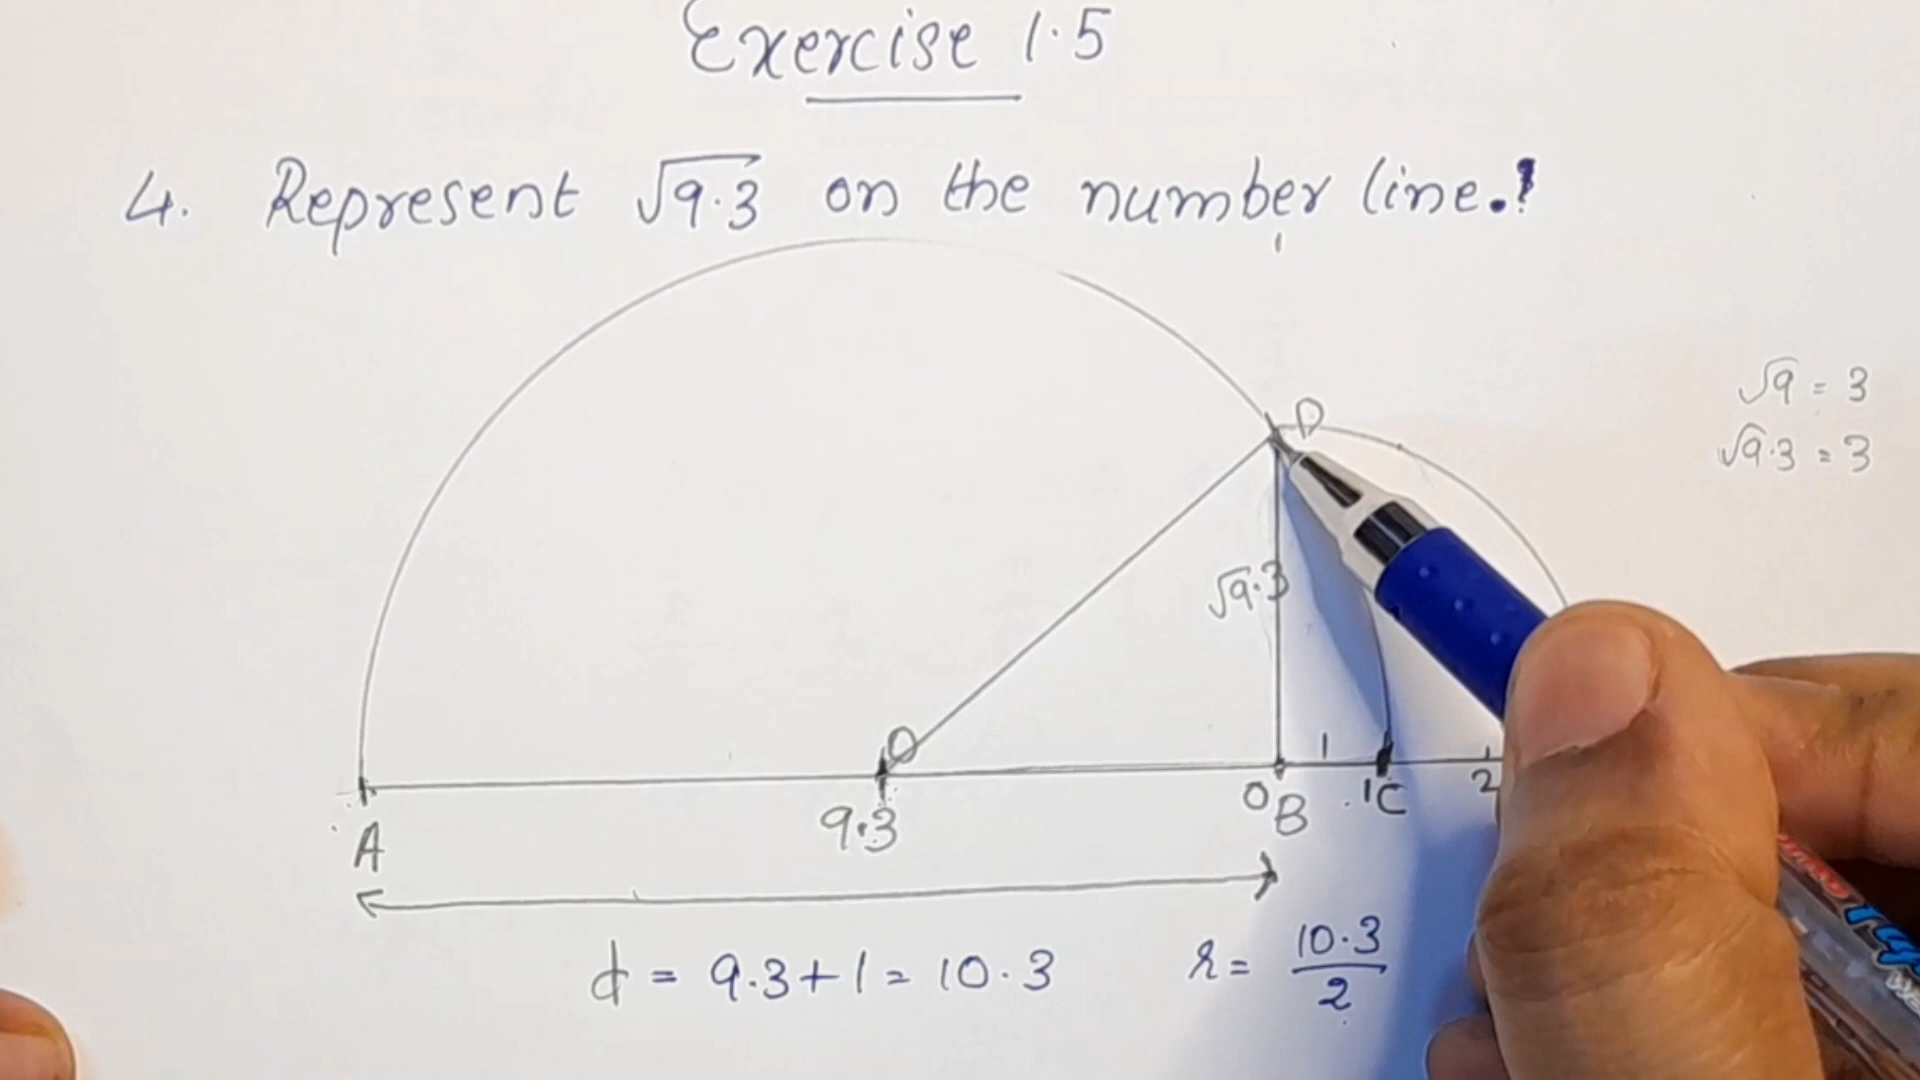 Exercise 1.5
4. Represent √9.3 on the number line.!
D
√9 = 3
√9.3 = 3
√9.3
O
1
A
9.3
0
B
1
C
2
d = 9.3+1 = 10.3
r = 10.3/2